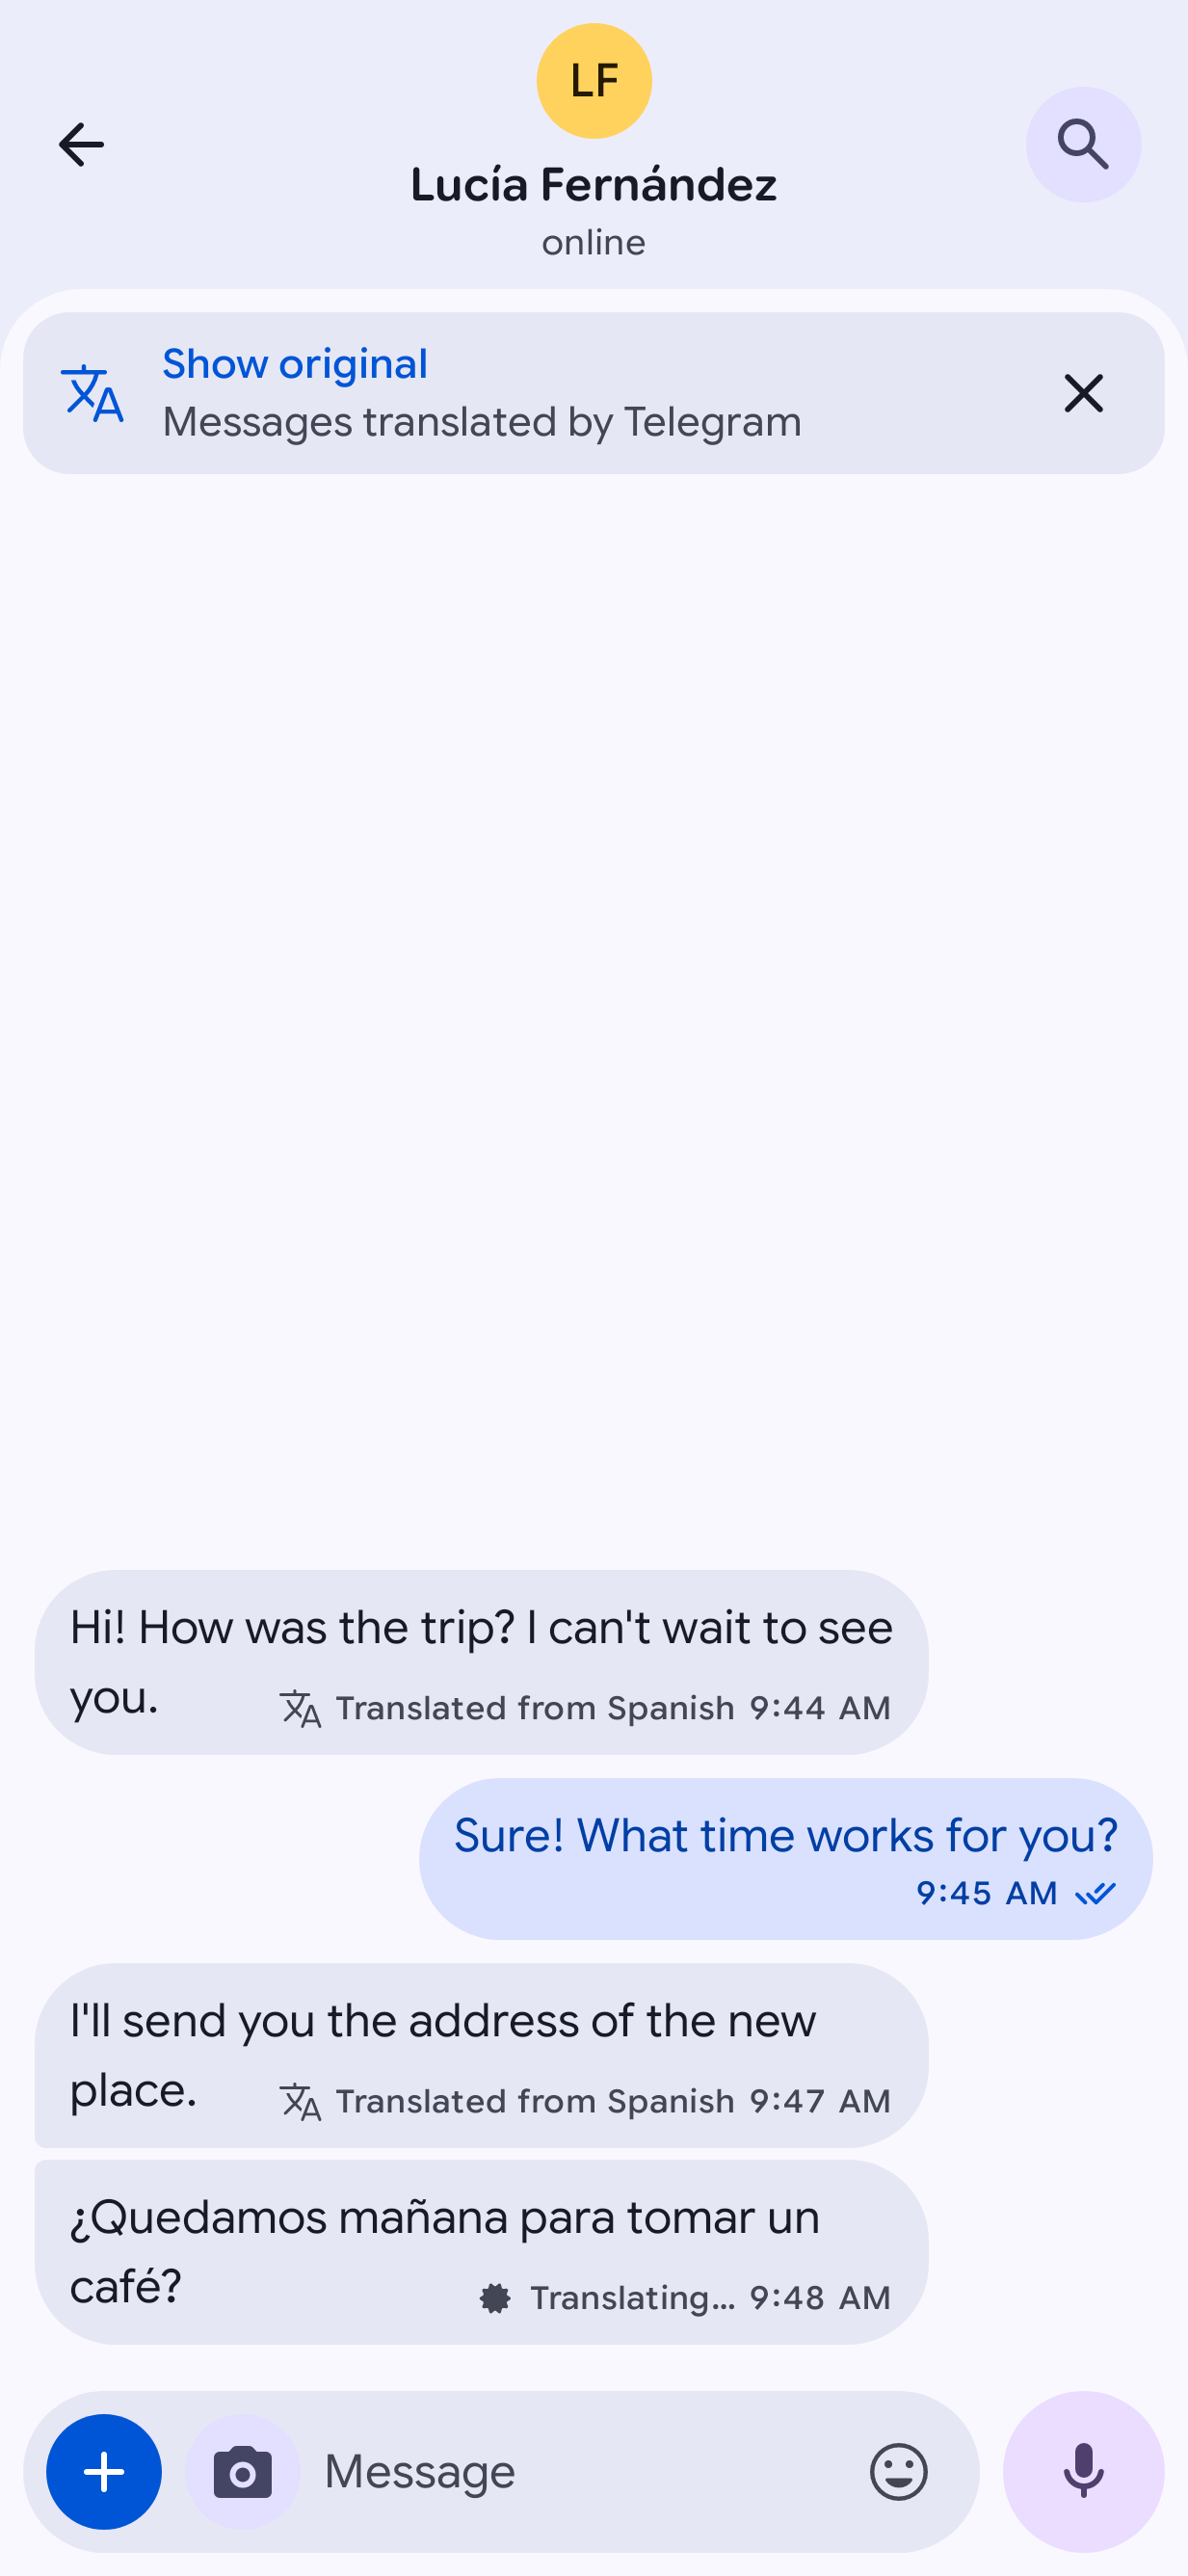 LF
Lucía Fernández
online
Show original
Messages translated by Telegram
Hi! How was the trip? I can't wait to see
you.
Translated from Spanish 9:44 AM
Sure! What time works for you?
9:45 AM
I'll send you the address of the new
place.
Translated from Spanish 9:47 AM
¿Quedamos mañana para tomar un
café?
Translating... 9:48 AM
Message